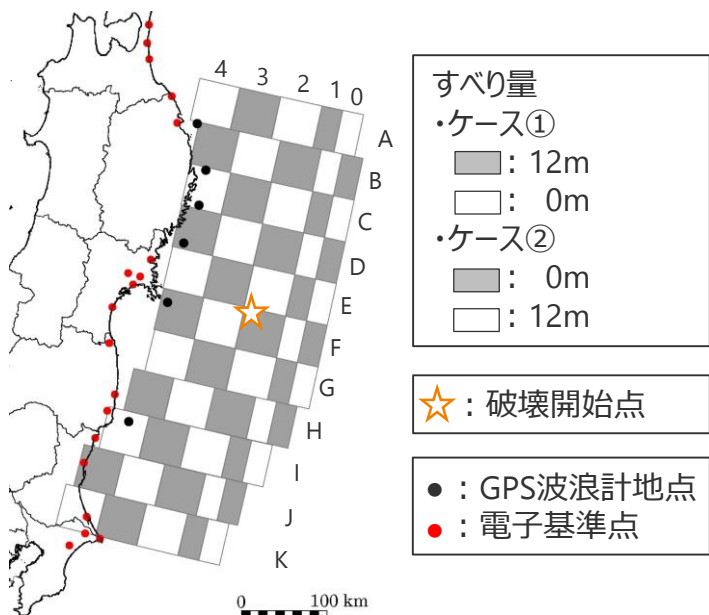 4 3 2 1 0
A
B
C
D
E
F
G
H
I
J
K
0 100 km
すべり量
・ケース①
：12m
： 0m
・ケース②
： 0m
：12m
：破壊開始点
：GPS波浪計地点
：電子基準点